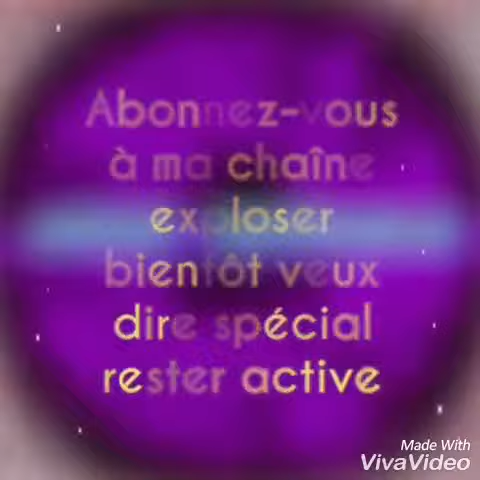 Abonnez-vous
à ma chaîne
exploser
bientôt veux
dire spécial
rester active
Made With
VivaVideo